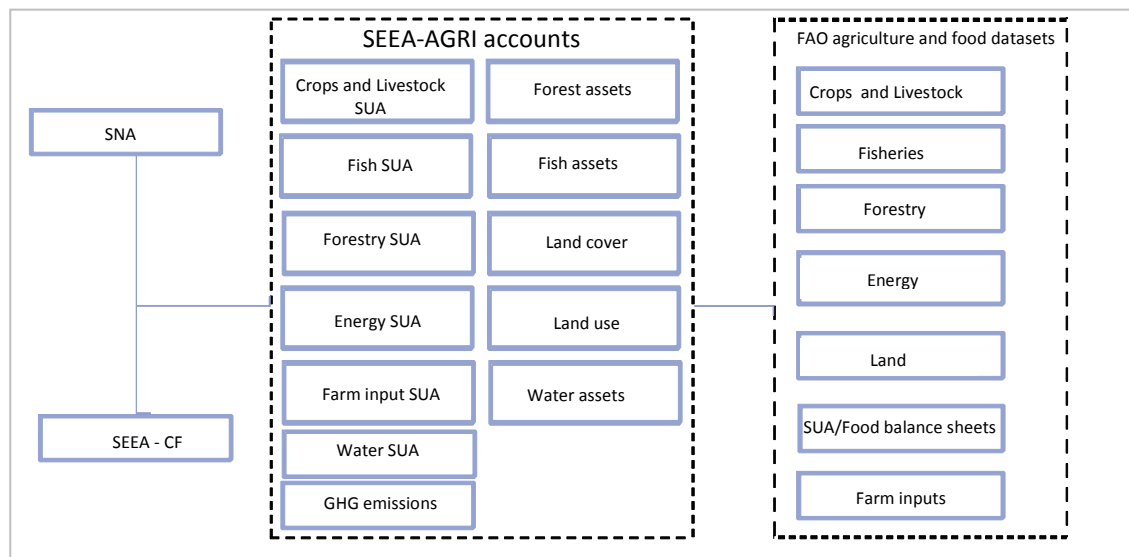 SNA
SEEA - CF
SEEA-AGRI accounts
Crops and Livestock
SUA
Fish SUA
Forestry SUA
Energy SUA
Farm input SUA
Water SUA
GHG emissions
Forest assets
Fish assets
Land cover
Land use
Water assets
FAO agriculture and food datasets
Crops and Livestock
Fisheries
Forestry
Energy
Land
SUA/Food balance sheets
Farm inputs